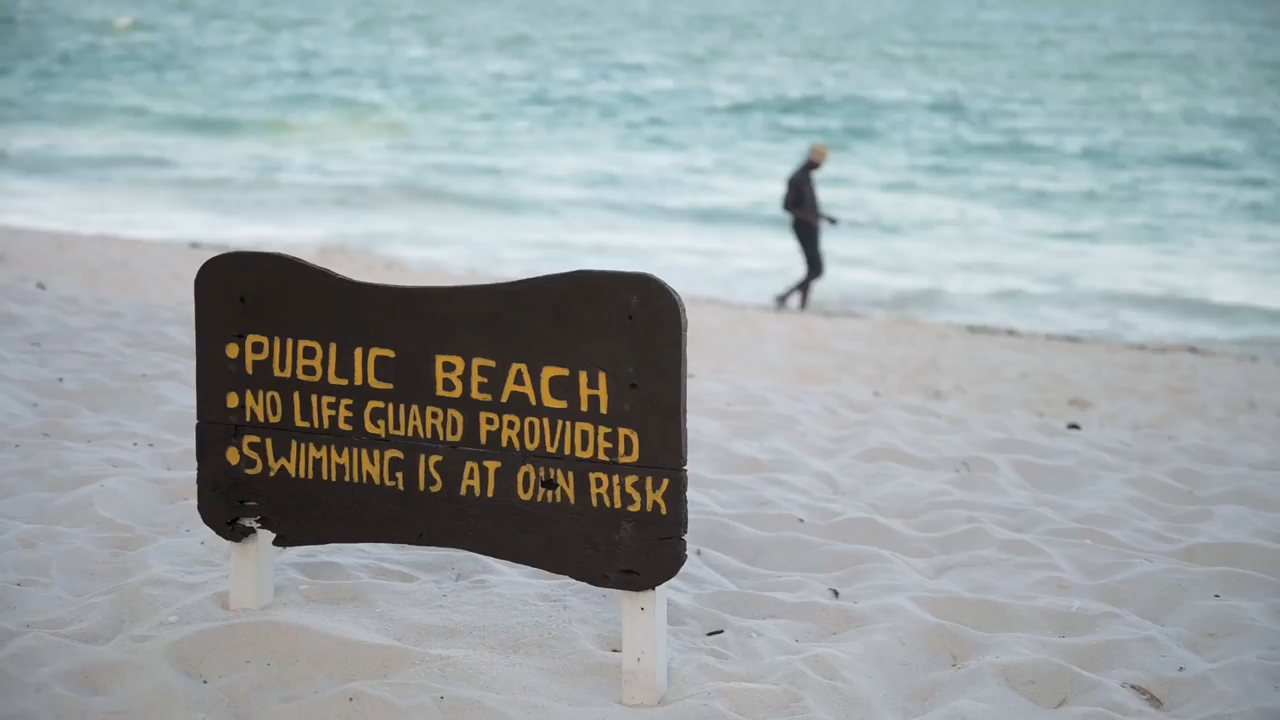 •PUBLIC BEACH
•NO LIFE GUARD PROVIDED
•SWIMMING IS AT OWN RISK